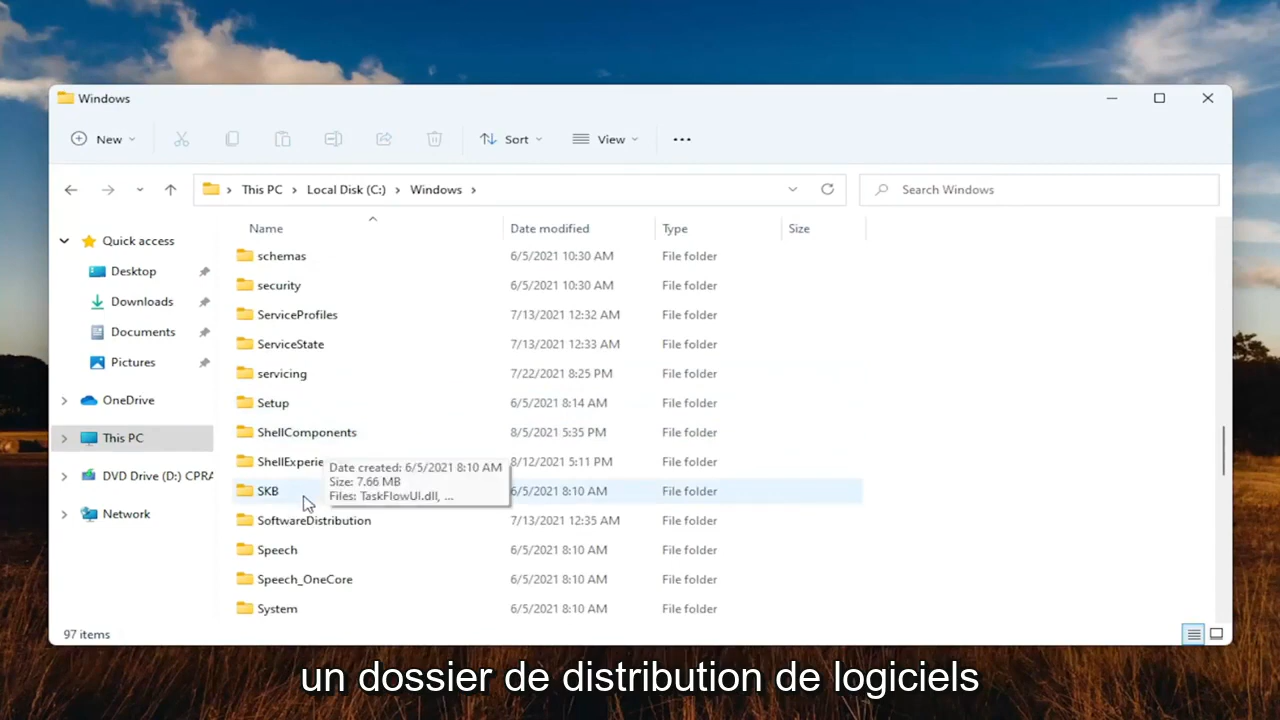 Windows
New
Sort
View
This PC
Local Disk (C:)
Windows
Search Windows
Name
Date modified
Type
Size
Quick access
Desktop
Downloads
Documents
Pictures
OneDrive
This PC
DVD Drive (D:) CPRA
Network
schemas 6/5/2021 10:30 AM File folder
security 6/5/2021 10:30 AM File folder
ServiceProfiles 7/13/2021 12:32 AM File folder
ServiceState 7/13/2021 12:33 AM File folder
servicing 7/22/2021 8:25 PM File folder
Setup 6/5/2021 8:14 AM File folder
ShellComponents 8/5/2021 5:35 PM File folder
ShellExperie 8/12/2021 5:11 PM File folder
Date created: 6/5/2021 8:10 AM
Size: 7.66 MB
Files: TaskFlowUI.dll, ...
SKB 6/5/2021 8:10 AM File folder
SoftwareDistribution 7/13/2021 12:35 AM File folder
Speech 6/5/2021 8:10 AM File folder
Speech_OneCore 6/5/2021 8:10 AM File folder
System 6/5/2021 8:10 AM File folder
97 items
un dossier de distribution de logiciels